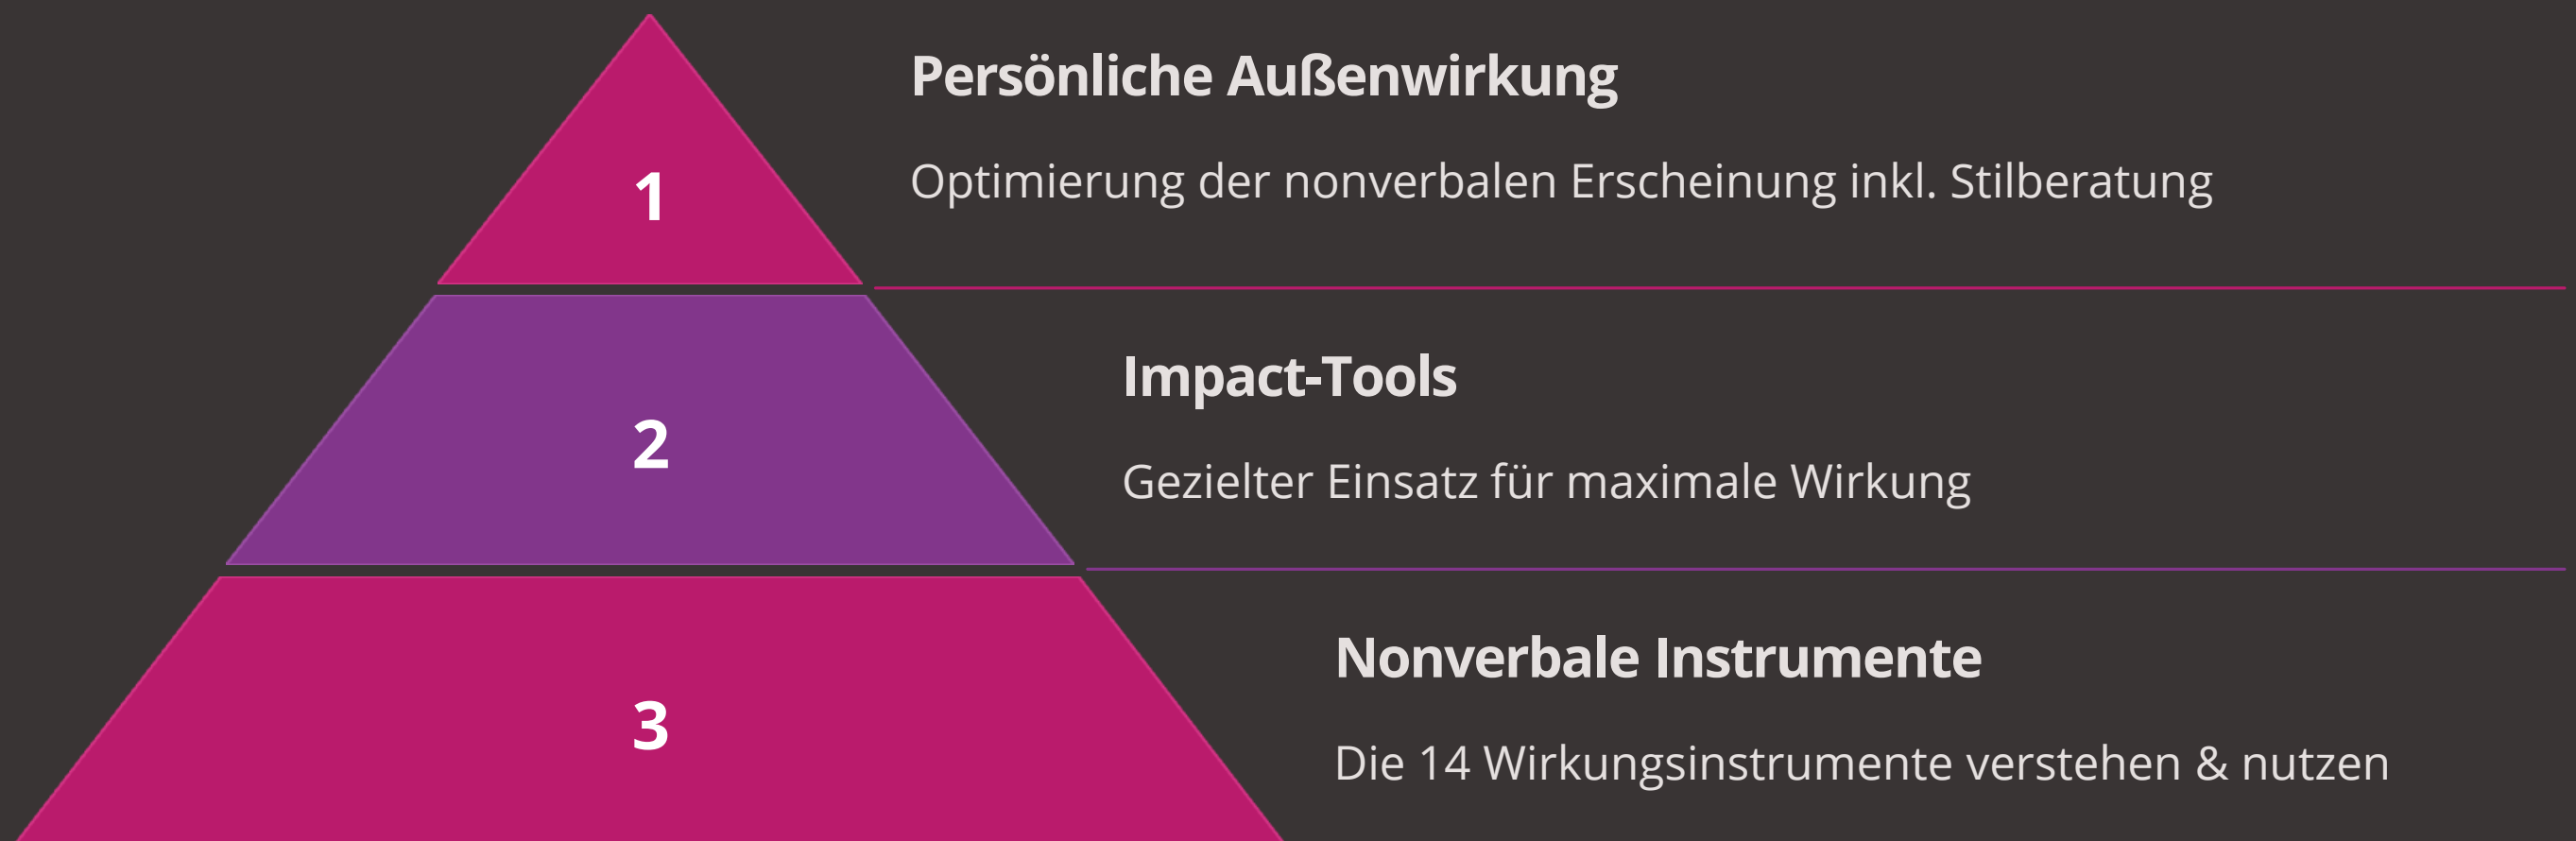 1
Persönliche Außenwirkung
Optimierung der nonverbalen Erscheinung inkl. Stilberatung
2
Impact-Tools
Gezielter Einsatz für maximale Wirkung
3
Nonverbale Instrumente
Die 14 Wirkungsinstrumente verstehen & nutzen